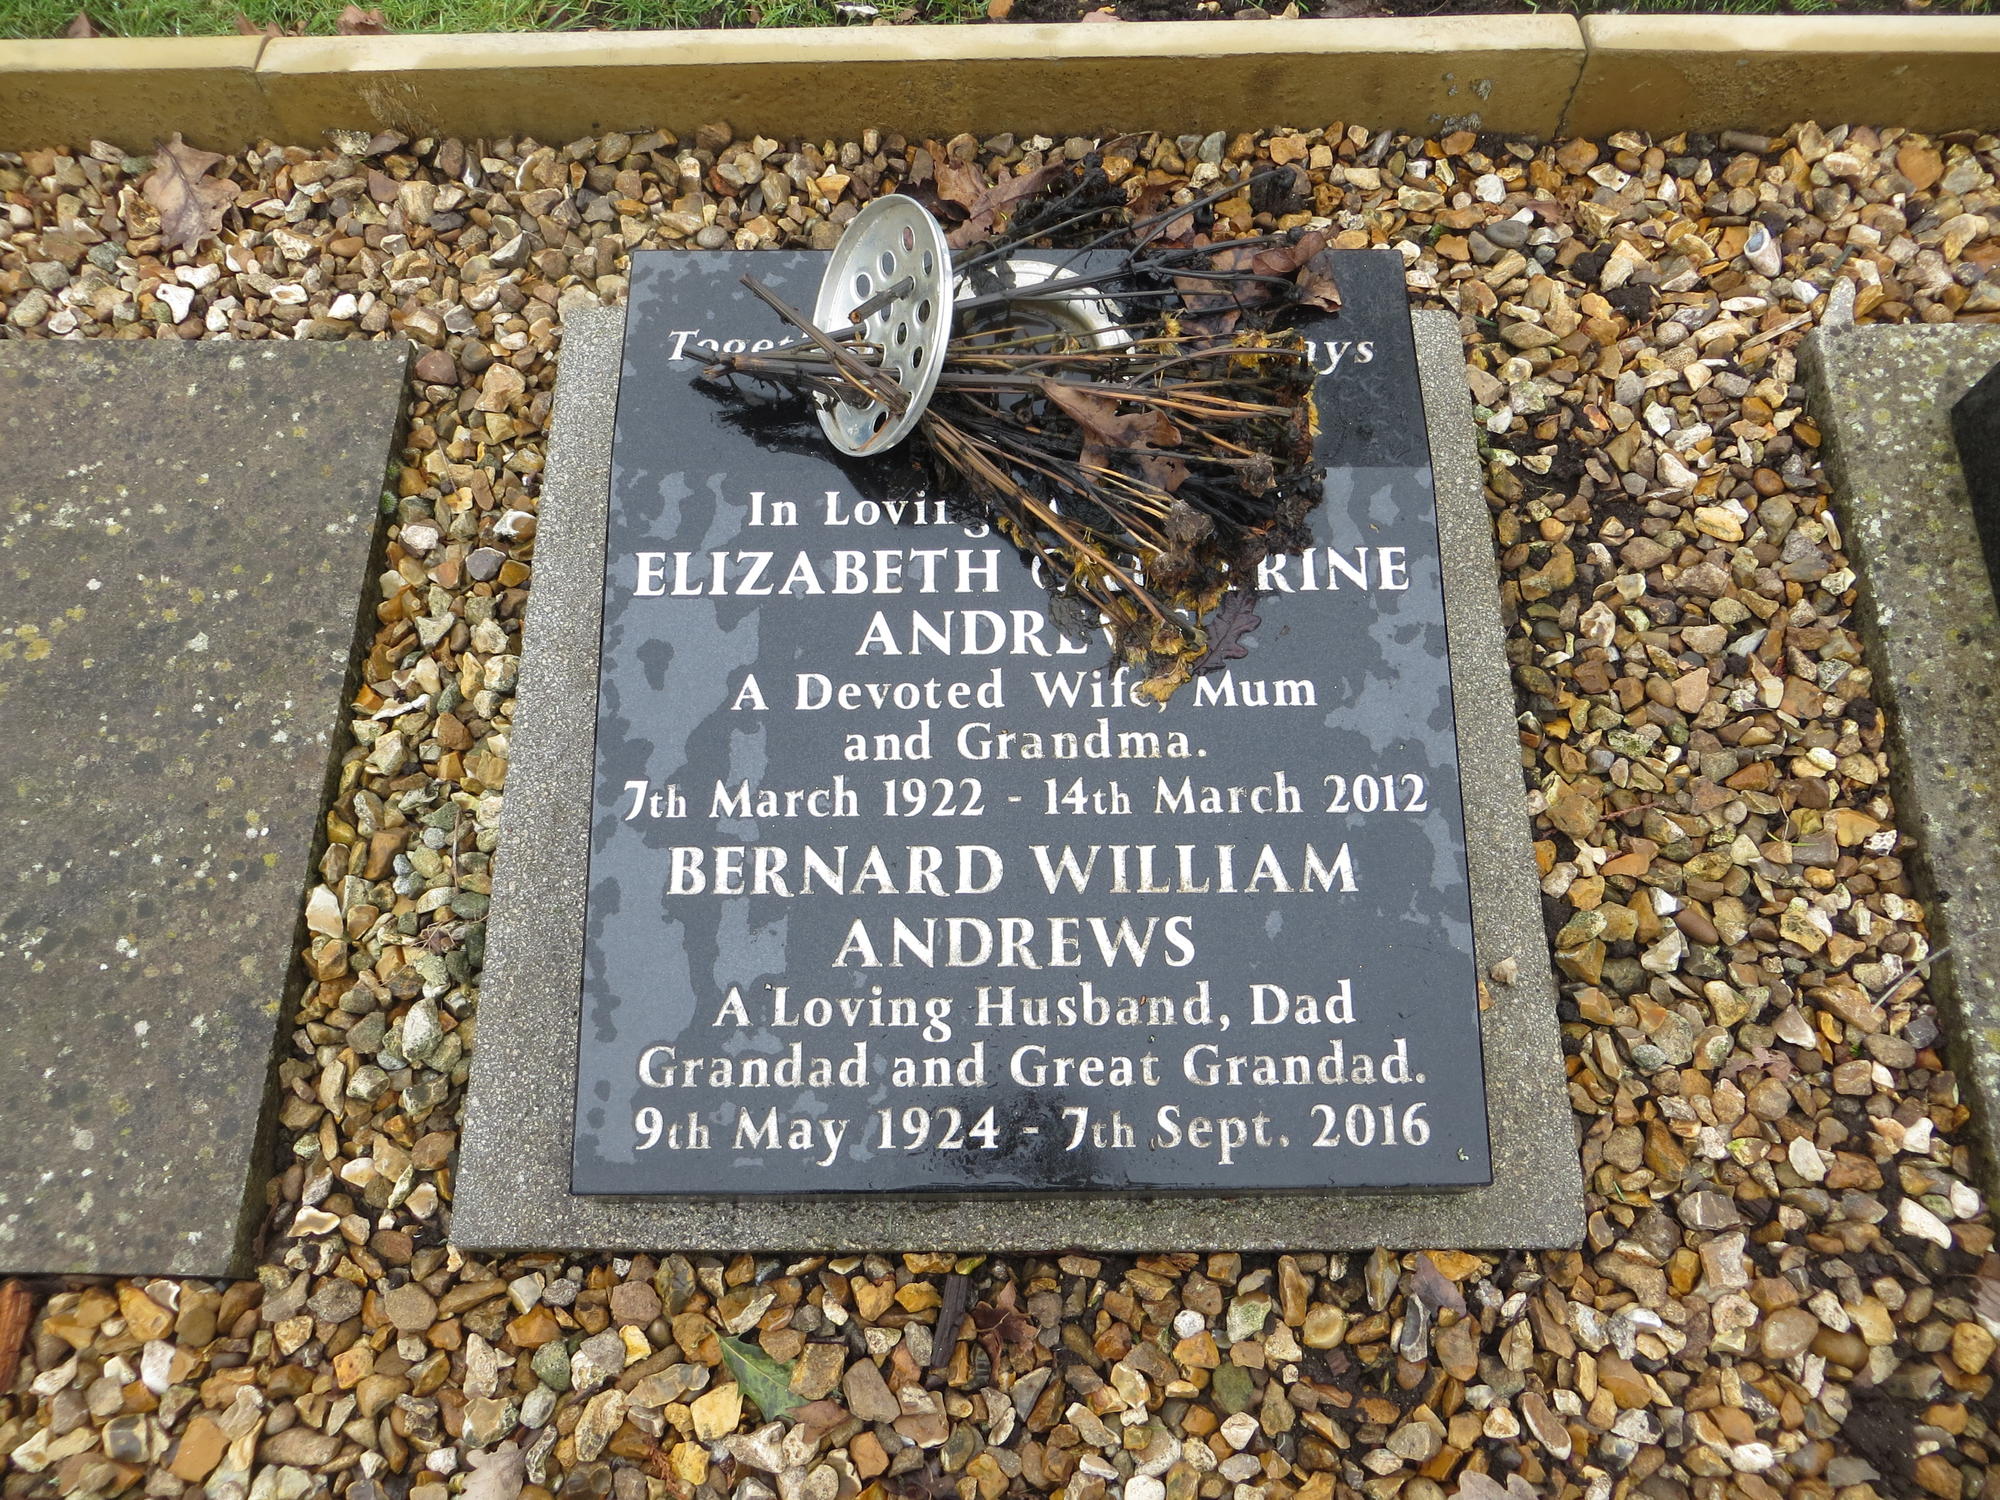 In Loving
ELIZABETH
ANDREWS
A Devoted Wife, Mum
and Grandma.
7th March 1922 - 14th March 2012
BERNARD WILLIAM
ANDREWS
A Loving Husband, Dad
Grandad and Great Grandad.
9th May 1924 - 7th Sept. 2016